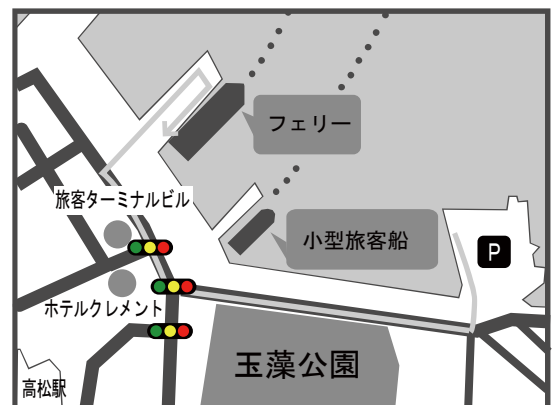 フェリー
旅客ターミナルビル
小型旅客船
P
ホテルクレメント
玉藻公園
高松駅